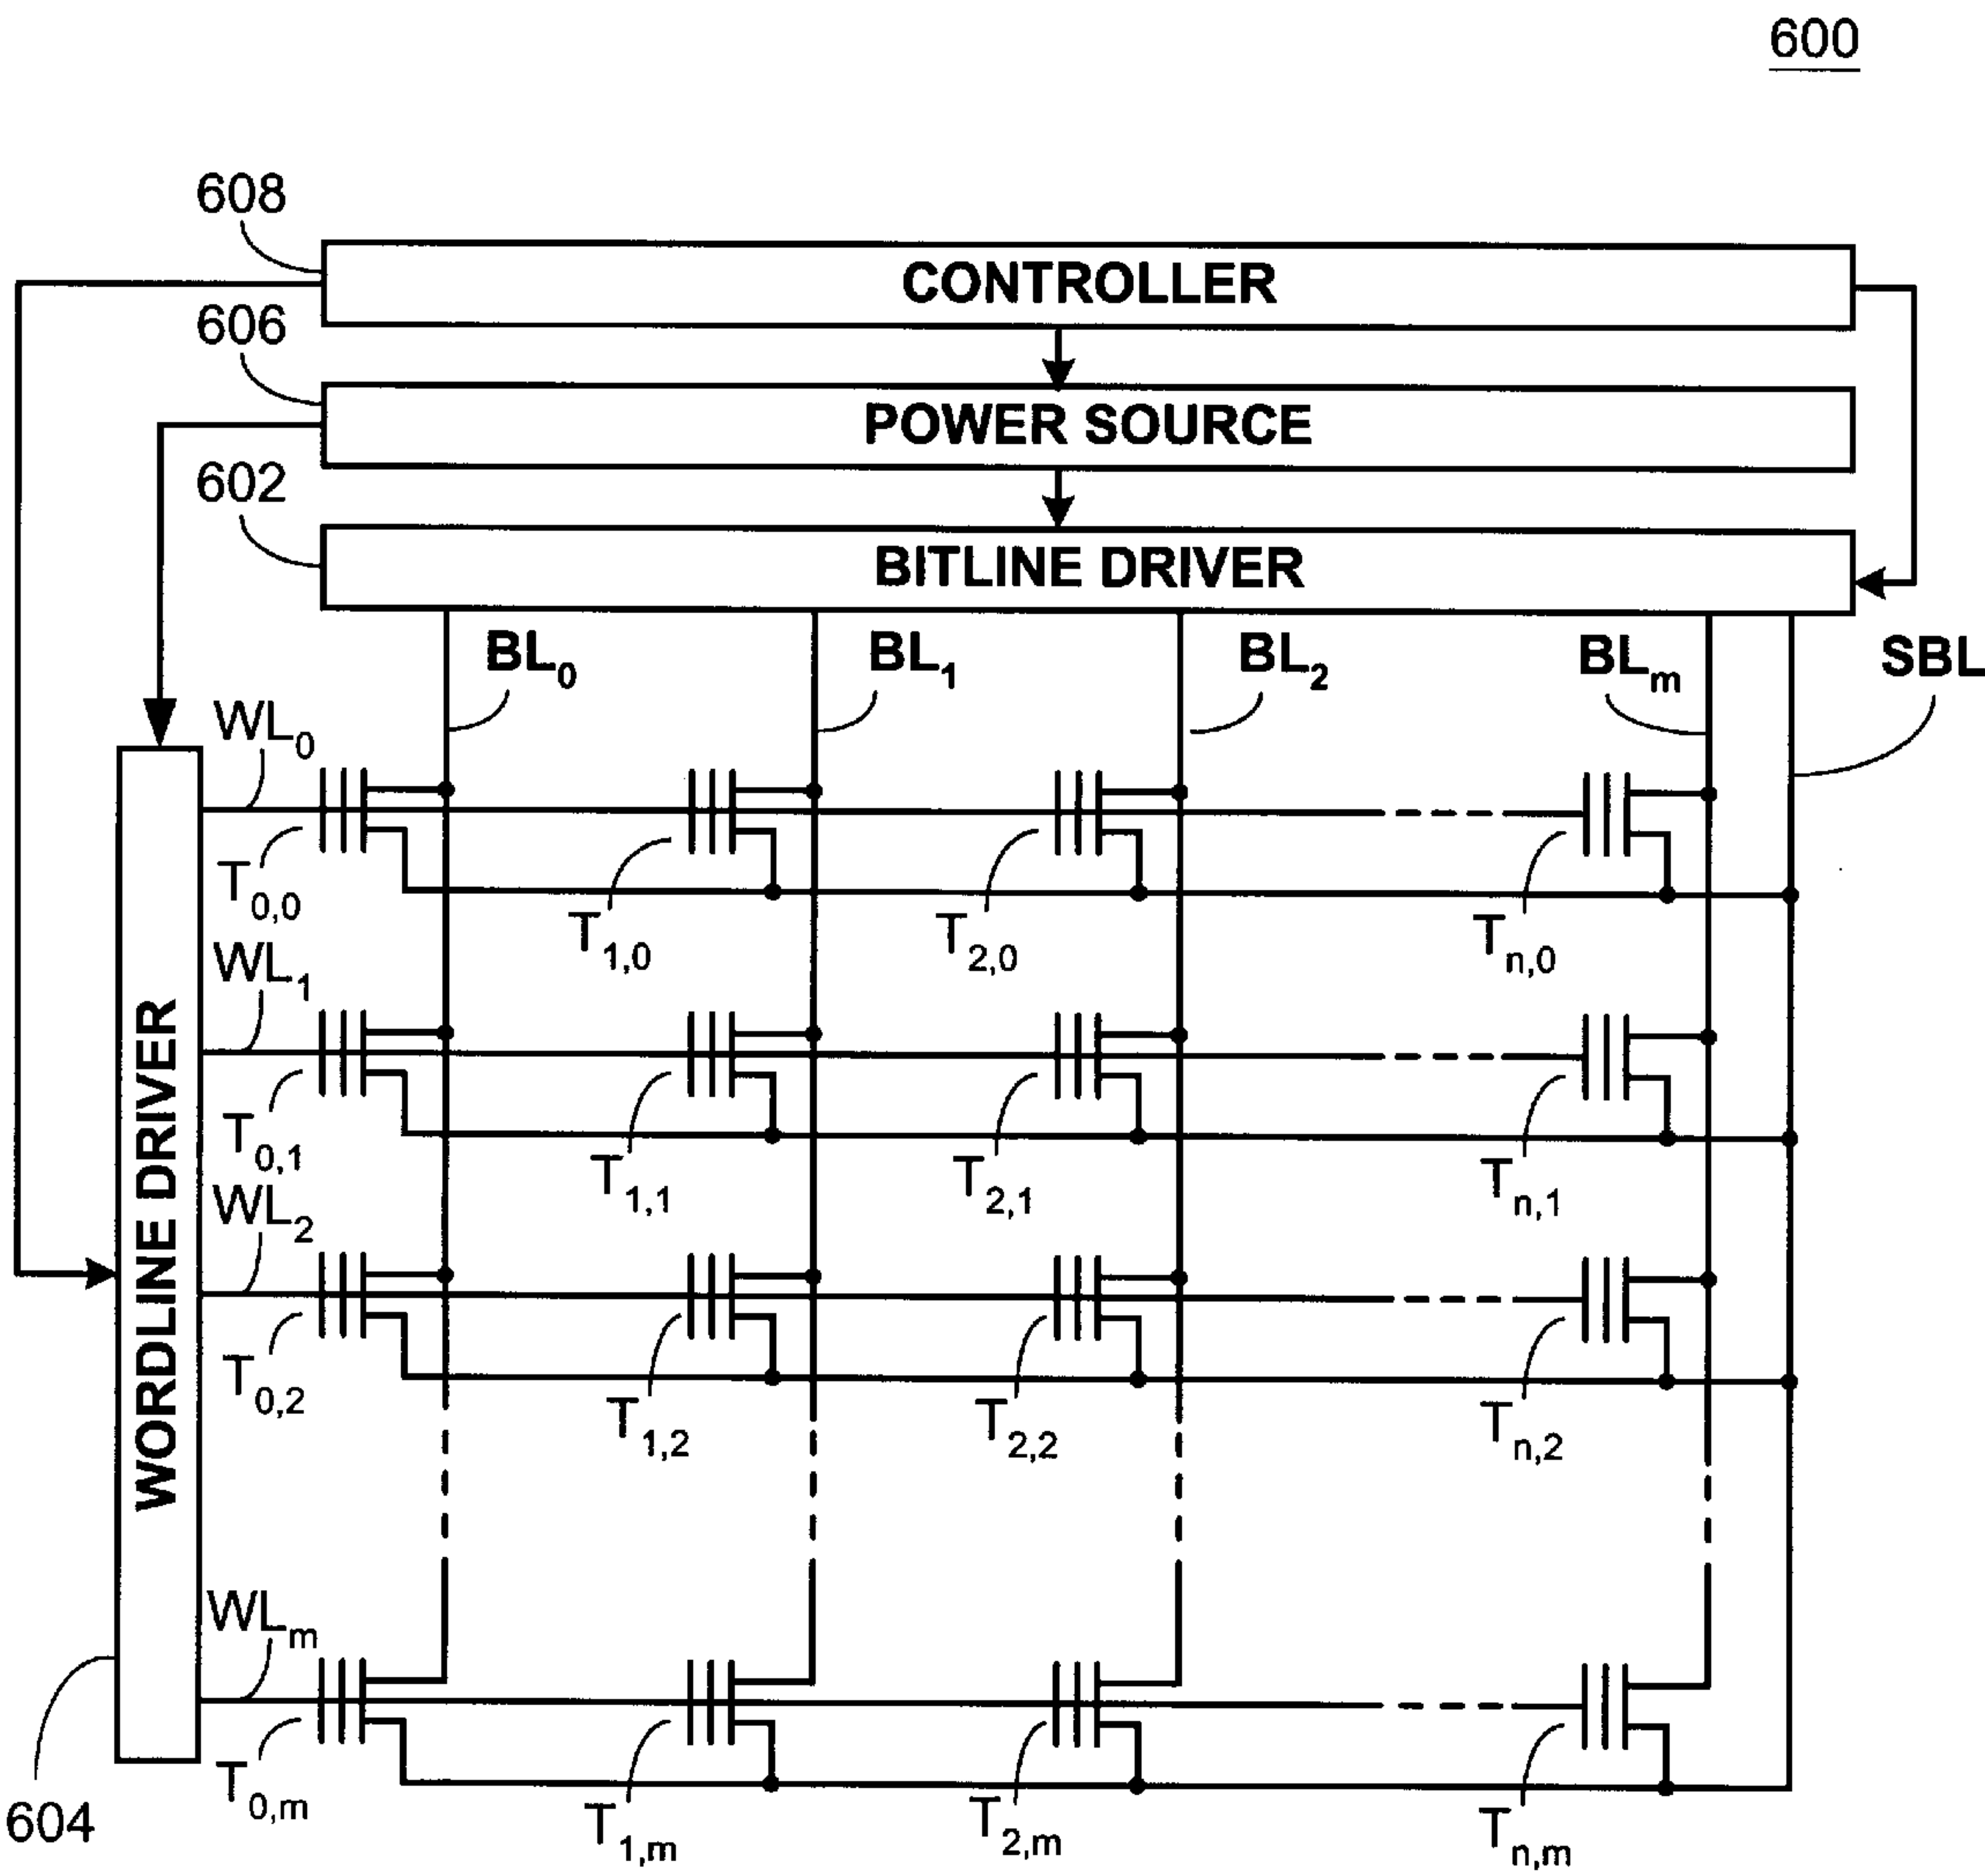 600
608
CONTROLLER
606
POWER SOURCE
602
BITLINE DRIVER
BL0 BL1 BL2 BLm SBL
WL0
T0,0 T1,0 T2,0 Tn,0
WL1
T0,1 T1,1 T2,1 Tn,1
WL2
T0,2 T1,2 T2,2 Tn,2
WORDLINE DRIVER
WLm
T0,m T1,m T2,m Tn,m
604